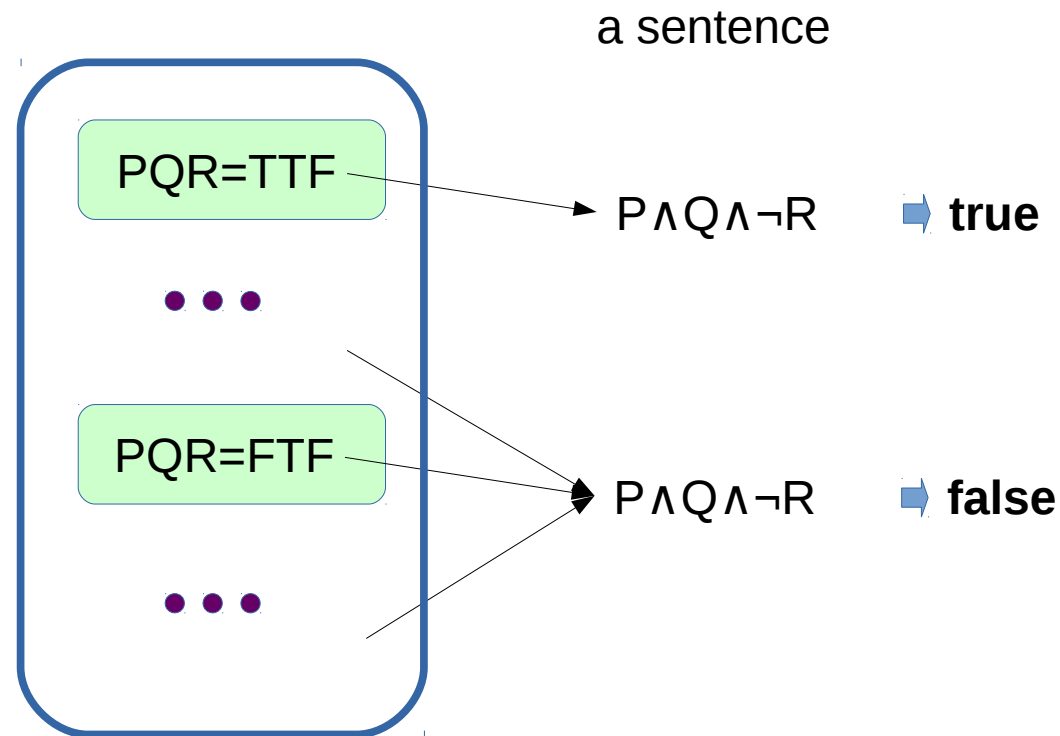 a sentence
PQR=TTF
P∧Q∧¬R
true
PQR=FTF
P∧Q∧¬R
false